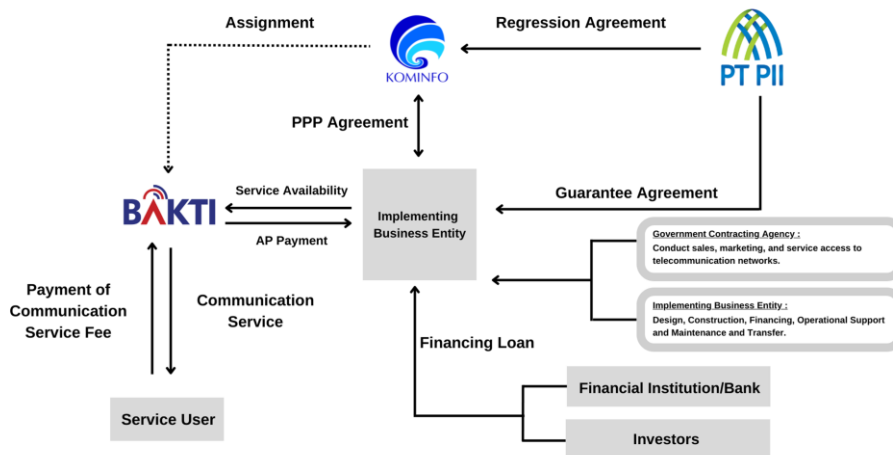 Assignment
Regression Agreement
KOMINFO
PT PII
PPP Agreement
BAKTI
Service Availability
AP Payment
Implementing
Business Entity
Guarantee Agreement
Government Contracting Agency :
Conduct sales, marketing, and service access to
telecommunication networks.
Implementing Business Entity :
Design, Construction, Financing, Operational Support
and Maintenance and Transfer.
Payment of
Communication
Service Fee
Communication
Service
Financing Loan
Financial Institution/Bank
Service User
Investors